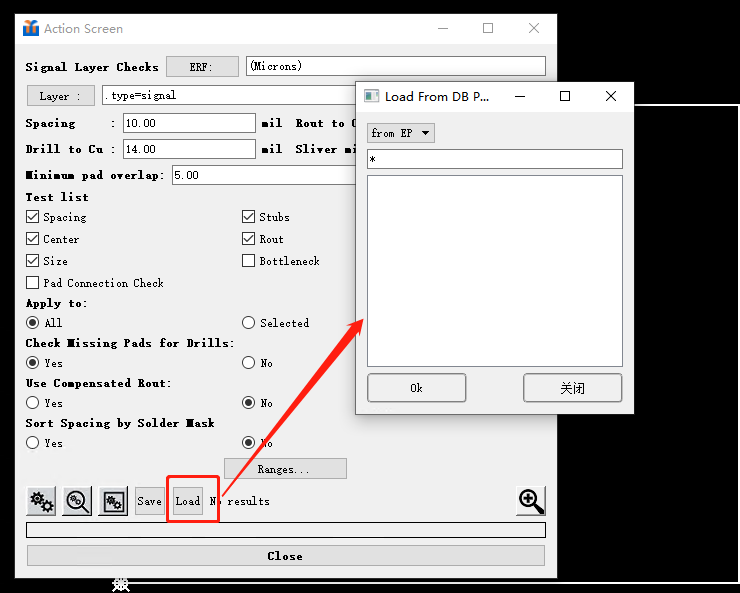 Action Screen
Signal Layer Checks ERF: (Microns)
Layer : .type=signal
Spacing : 10.00 mil Rout to
Drill to Cu : 14.00 mil Sliver
Minimum pad overlap: 5.00
Test list
Spacing Stubs
Center Rout
Size Bottleneck
Pad Connection Check
Apply to:
All Selected
Check Missing Pads for Drills:
Yes No
Use Compensated Rout:
Yes No
Sort Spacing by Solder Mask
Yes No
Ranges...
Save Load No results
Close
Load From DB P...
from EP
*
Ok 关闭